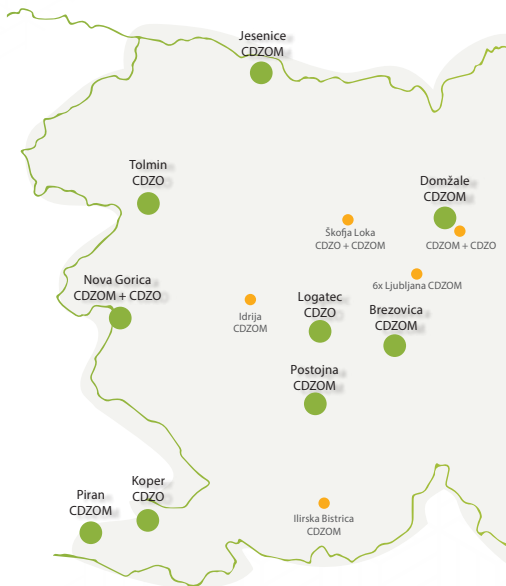 Jesenice
CDZOM
Tolmin
CDZO
Domžale
CDZOM
Škofja Loka
CDZO + CDZOM
CDZOM + CDZO
Nova Gorica
CDZOM + CDZO
6x Ljubljana CDZOM
Idrija
CDZOM
Logatec
CDZO
Brezovica
CDZOM
Postojna
CDZOM
Koper
CDZO
Piran
CDZOM
Ilirska Bistrica
CDZOM